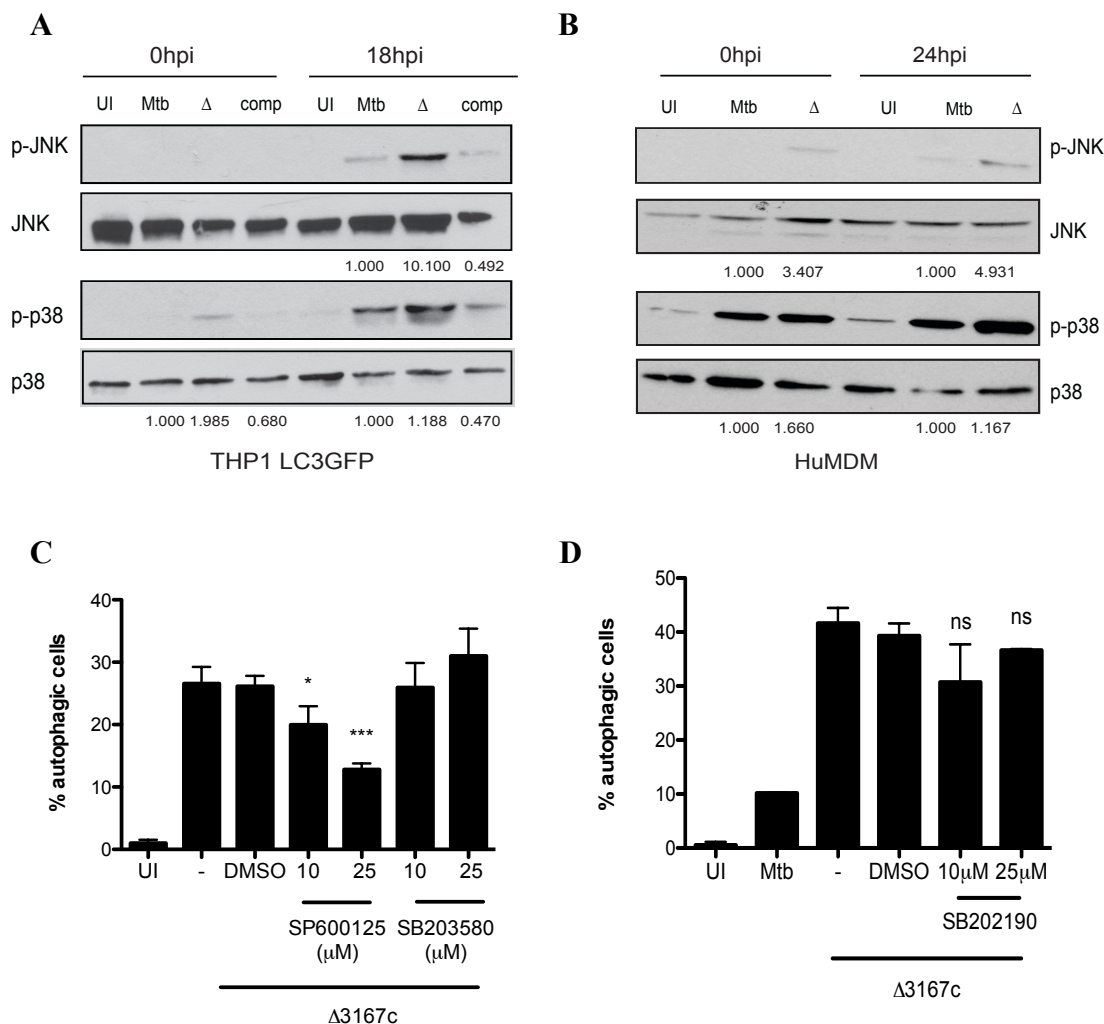 A
0hpi 18hpi
UI Mtb Δ comp UI Mtb Δ comp
p-JNK
JNK
1.000 10.100 0.492
p-p38
p38
1.000 1.985 0.680 1.000 1.188 0.470
THP1 LC3GFP
B
0hpi 24hpi
UI Mtb Δ UI Mtb Δ
p-JNK
JNK
1.000 3.407 1.000 4.931
p-p38
p38
1.000 1.660 1.000 1.167
HuMDM
C
% autophagic cells
40
30
20
10
0
* ***
UI - DMSO 10 25 10 25
SP600125 SB203580
(μM) (μM)
Δ3167c
D
% autophagic cells
50
40
30
20
10
0
ns ns
UI Mtb - DMSO 10μM 25μM
SB202190
Δ3167c